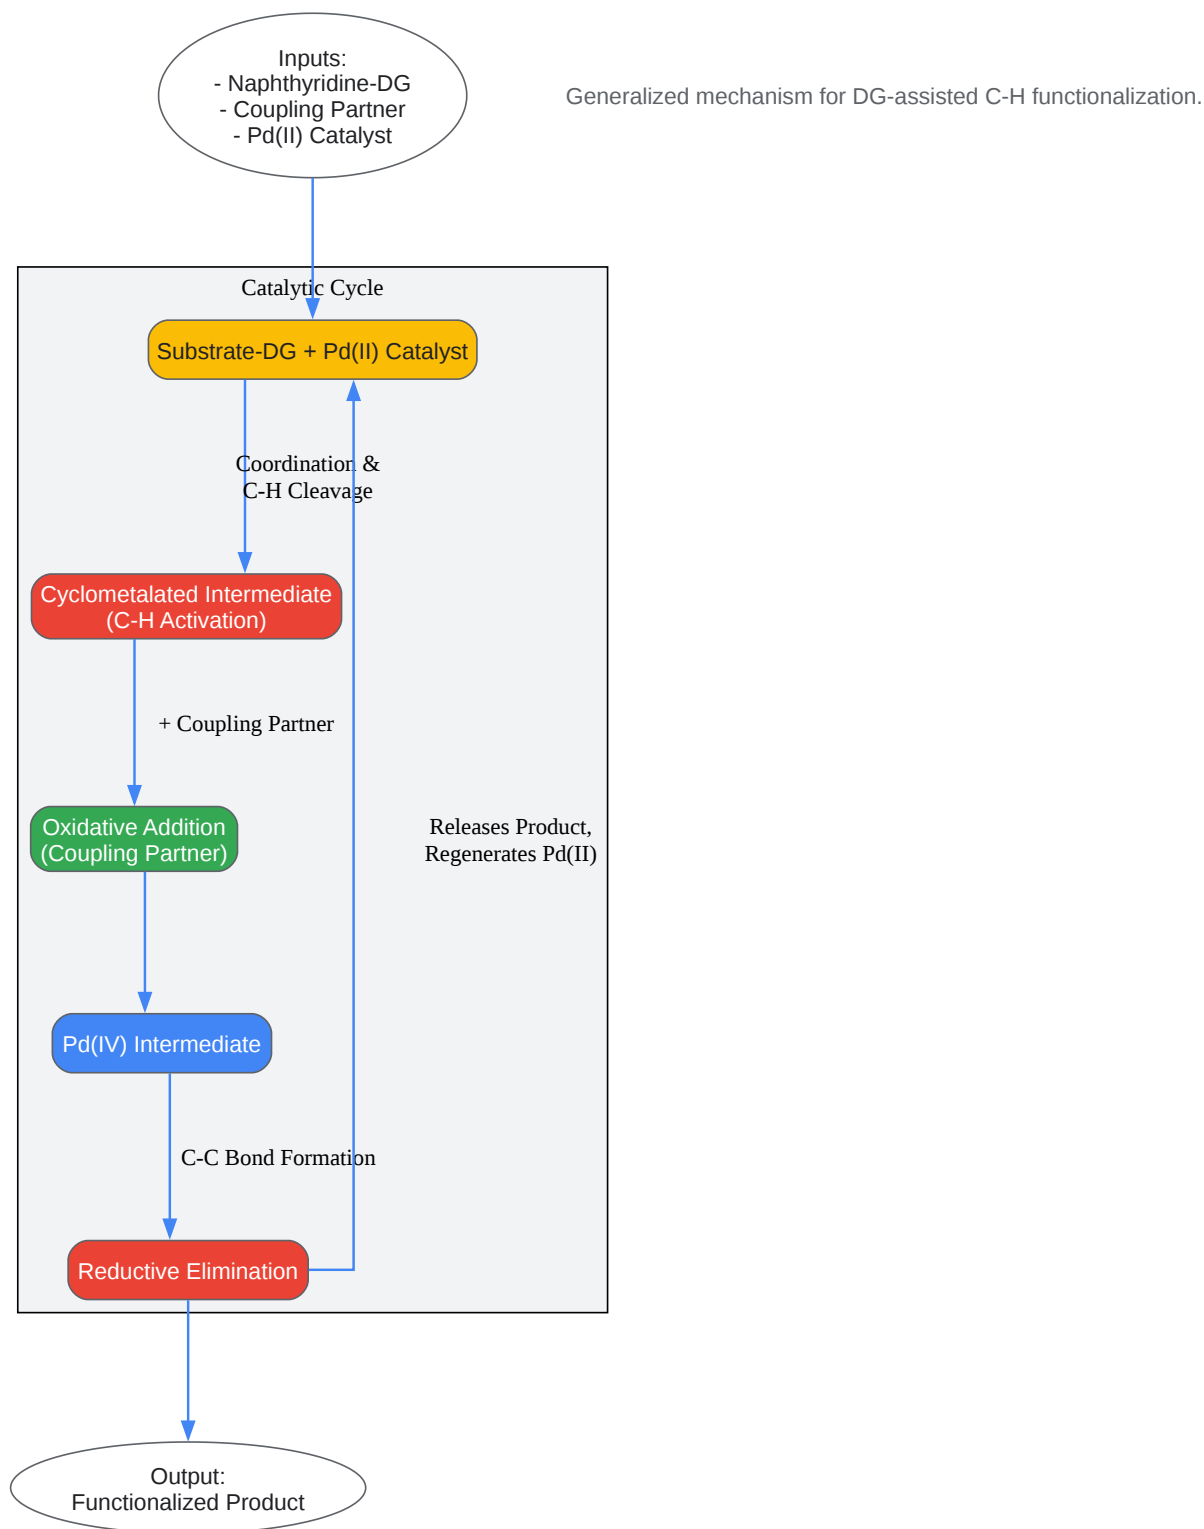 Inputs:
- Naphthyridine-DG
- Coupling Partner
- Pd(II) Catalyst
Generalized mechanism for DG-assisted C-H functionalization.
Catalytic Cycle
Substrate-DG + Pd(II) Catalyst
Coordination &
C-H Cleavage
Cyclometalated Intermediate
(C-H Activation)
+ Coupling Partner
Oxidative Addition
(Coupling Partner)
Releases Product,
Regenerates Pd(II)
Pd(IV) Intermediate
C-C Bond Formation
Reductive Elimination
Output:
Functionalized Product